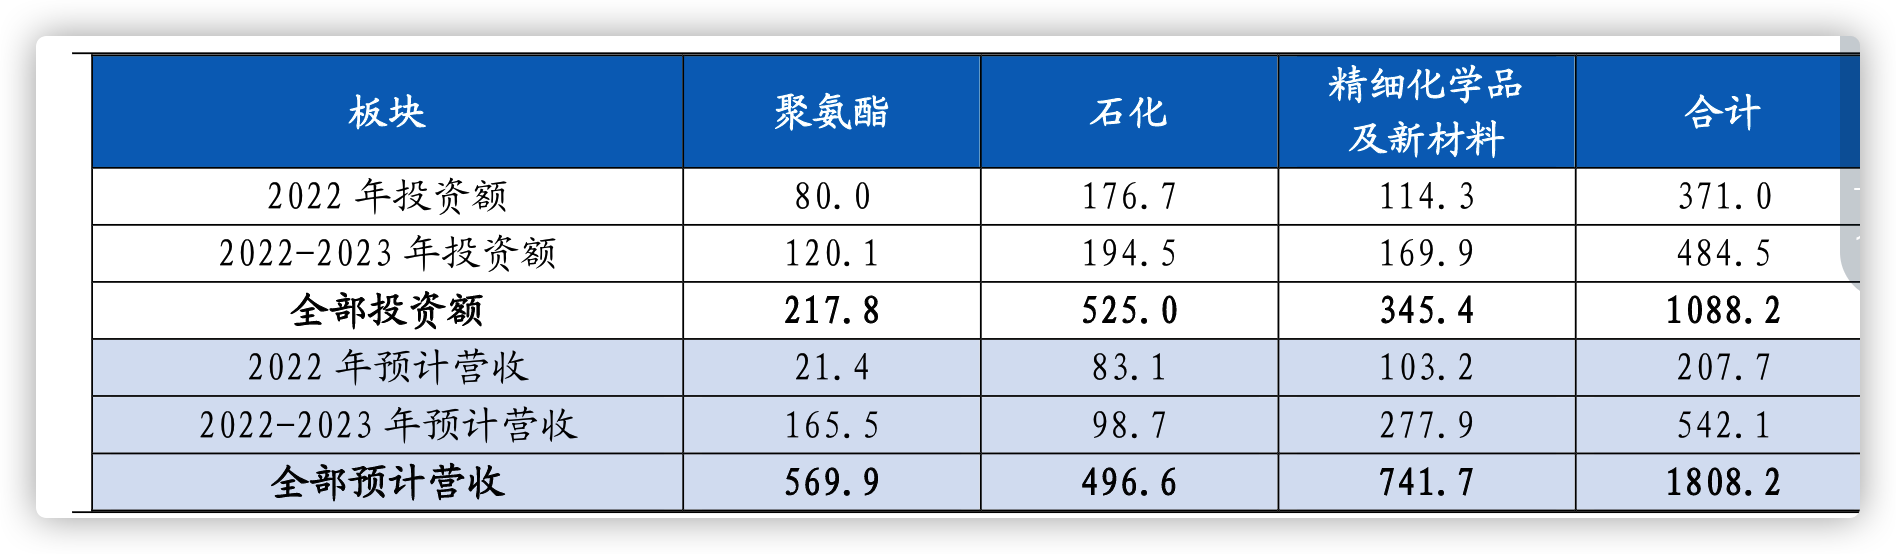 板块 聚氨酯 石化 精细化学品及新材料 合计
2022 年投资额 80.0 176.7 114.3 371.0
2022-2023 年投资额 120.1 194.5 169.9 484.5
全部投资额 217.8 525.0 345.4 1088.2
2022 年预计营收 21.4 83.1 103.2 207.7
2022-2023 年预计营收 165.5 98.7 277.9 542.1
全部预计营收 569.9 496.6 741.7 1808.2